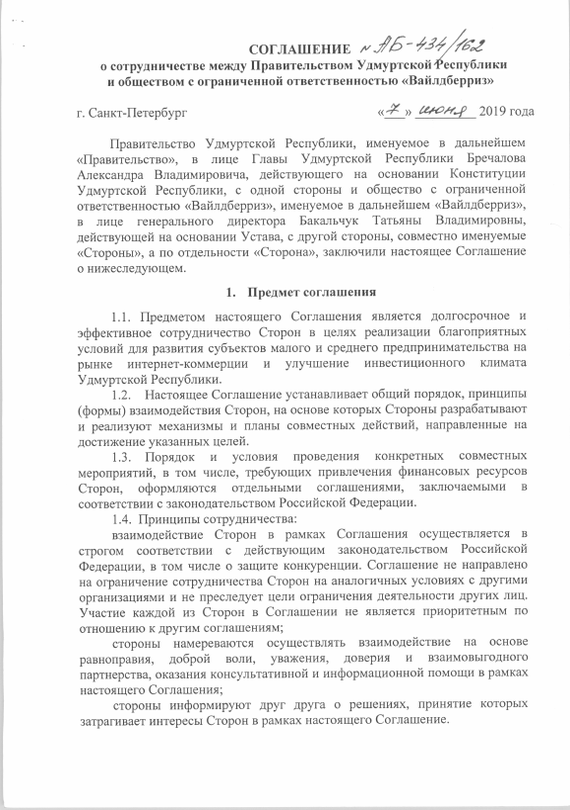 СОГЛАШЕНИЕ № АБ-434/162
о сотрудничестве между Правительством Удмуртской Республики
и обществом с ограниченной ответственностью «Вайлдберриз»
г. Санкт-Петербург «7» июня 2019 года
Правительство Удмуртской Республики, именуемое в дальнейшем
«Правительство», в лице Главы Удмуртской Республики Бречалова
Александра Владимировича, действующего на основании Конституции
Удмуртской Республики, с одной стороны и общество с ограниченной
ответственностью «Вайлдберриз», именуемое в дальнейшем «Вайлдберриз»,
в лице генерального директора Бакальчук Татьяны Владимировны,
действующей на основании Устава, с другой стороны, совместно именуемые
«Стороны», а по отдельности «Сторона», заключили настоящее Соглашение
о нижеследующем.
1. Предмет соглашения
1.1. Предметом настоящего Соглашения является долгосрочное и
эффективное сотрудничество Сторон в целях реализации благоприятных
условий для развития субъектов малого и среднего предпринимательства на
рынке интернет-коммерции и улучшение инвестиционного климата
Удмуртской Республики.
1.2. Настоящее Соглашение устанавливает общий порядок, принципы
(формы) взаимодействия Сторон, на основе которых Стороны разрабатывают
и реализуют механизмы и планы совместных действий, направленные на
достижение указанных целей.
1.3. Порядок и условия проведения конкретных совместных
мероприятий, в том числе, требующих привлечения финансовых ресурсов
Сторон, оформляются отдельными соглашениями, заключаемыми в
соответствии с законодательством Российской Федерации.
1.4. Принципы сотрудничества:
взаимодействие Сторон в рамках Соглашения осуществляется в
строгом соответствии с действующим законодательством Российской
Федерации, в том числе о защите конкуренции. Соглашение не направлено
на ограничение сотрудничества Сторон на аналогичных условиях с другими
организациями и не преследует цели ограничения деятельности других лиц.
Участие каждой из Сторон в Соглашении не является приоритетным по
отношению к другим соглашениям;
стороны намереваются осуществлять взаимодействие на основе
равноправия, доброй воли, уважения, доверия и взаимовыгодного
партнерства, оказания консультативной и информационной помощи в рамках
настоящего Соглашения;
стороны информируют друг друга о решениях, принятие которых
затрагивает интересы Сторон в рамках настоящего Соглашение.